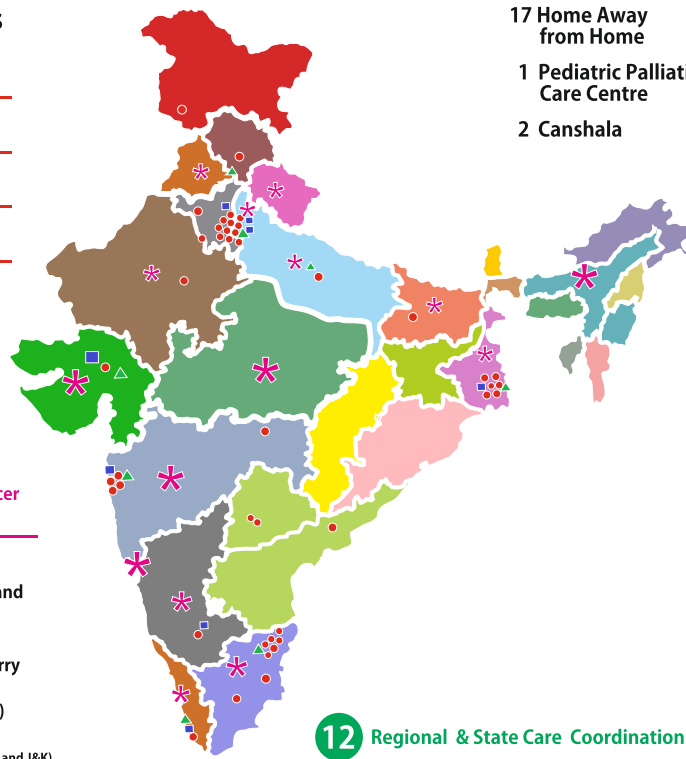 s
17 Home Away
from Home
1 Pediatric Palliati
Care Centre
2 Canshala
cer
and
rry
)
and J&K)
12 Regional & State Care Coordination